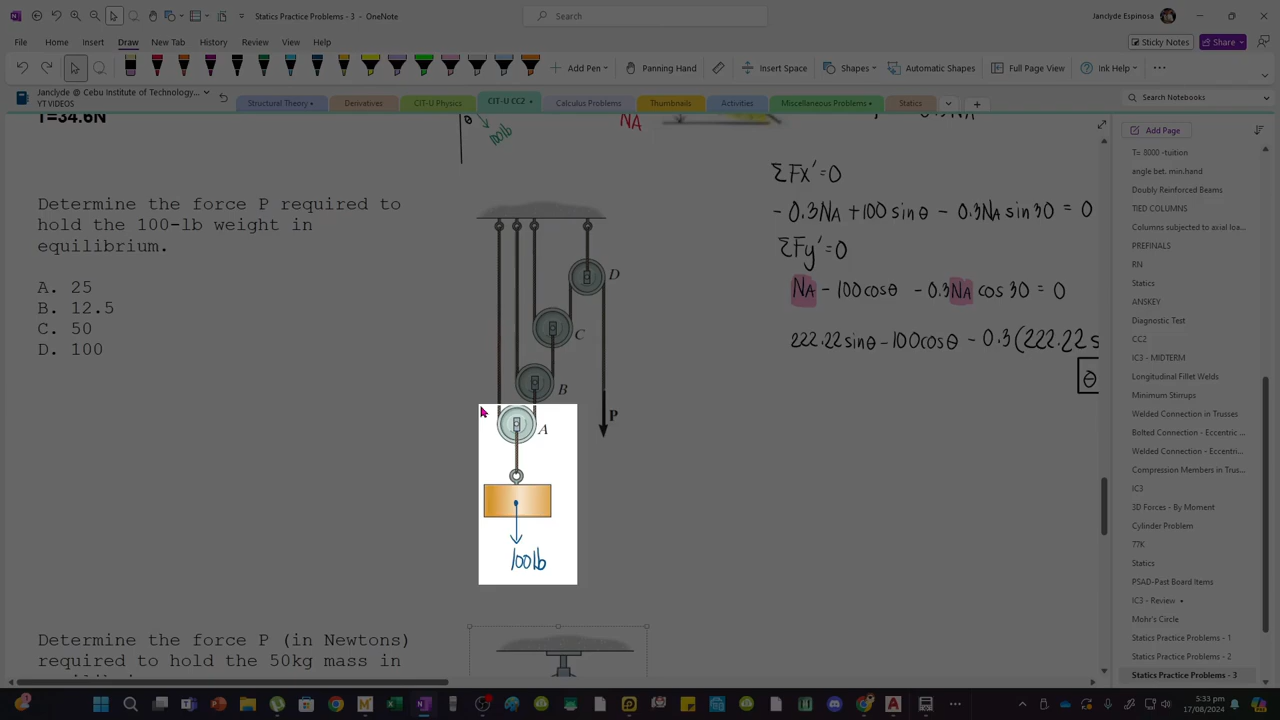 Statics Practice Problems - 3 - OneNote
Search
Janclyde Espinosa
File Home Insert Draw New Tab History Review View Help
Sticky Notes
Share
Add Pen
Panning Hand
Insert Space
Shapes
Automatic Shapes
Full Page View
Ink Help
Janclyde @ Cebu Institute of Technology...
YT VIDEOS
Structural Theory
Derivatives
CIT-U Physics
CIT-U CC2
Calculus Problems
Thumbnails
Activities
Miscellaneous Problems
Statics
Search Notebooks
Add Page
T=34.6N
θ
100lb
NA
ΣFx'=0
- 0.3NA + 100 sin θ - 0.3NA sin 30 = 0
ΣFy'=0
NA - 100cos θ - 0.3NA cos 30 = 0
222.22 sin θ - 100cos θ - 0.3(222.22 s
θ
Determine the force P required to
hold the 100-lb weight in
equilibrium.
A. 25
B. 12.5
C. 50
D. 100
D
C
B
A
P
100lb
Determine the force P (in Newtons)
required to hold the 50kg mass in
T= 8000 -tuition
angle bet. min.hand
Doubly Reinforced Beams
TIED COLUMNS
Columns subjected to axial loa...
PREFINALS
RN
Statics
Stresses
ANSKEY
Diagnostic Test
CC2
IC3 - MIDTERM
Longitudinal Fillet Welds
Minimum Stirrups
Welded Connection in Trusses
Bolted Connection - Eccentric ...
Welded Connection - Eccentri...
Compression Members in Trus...
IC3
3D Forces - By Moment
Cylinder Problem
77K
Statics
PSAD-Past Board Items
IC3 - Review
Mohr's Circle
Statics Practice Problems - 1
Statics Practice Problems - 2
Statics Practice Problems - 3
5:33 pm
17/08/2024